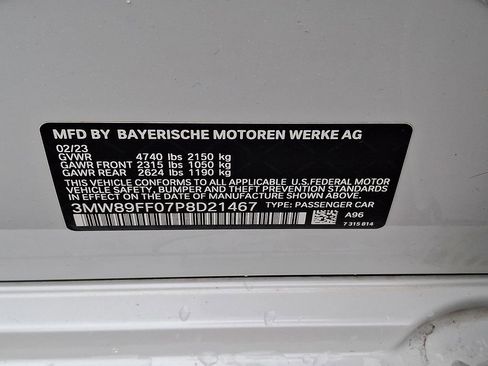 MFD BY BAYERISCHE MOTOREN WERKE AG
02/23
GVWR 4740 lbs 2150 kg
GAWR FRONT 2315 lbs 1050 kg
GAWR REAR 2624 lbs 1190 kg
THIS VEHICLE CONFORMS TO ALL APPLICABLE U.S.FEDERAL MOTOR
VEHICLE SAFETY, BUMPER AND THEFT PREVENTION STANDARDS
IN EFFECT ON THE DATE OF MANUFACTURE SHOWN ABOVE.
3MW89FF07P8D21467 TYPE: PASSENGER CAR
A96
7 315 814